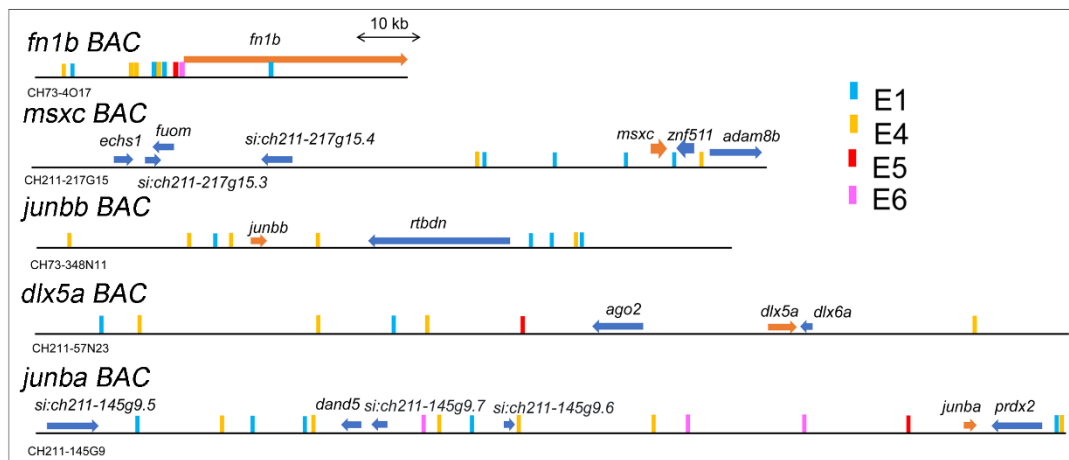 10 kb
fn1b BAC
fn1b
CH73-4O17
msxc BAC
echs1
fuom
si:ch211-217g15.4
msxc
znf511
adam8b
CH211-217G15
si:ch211-217g15.3
junbb BAC
junbb
rtbdn
CH73-348N11
dlx5a BAC
ago2
dlx5a
dlx6a
CH211-57N23
junba BAC
si:ch211-145g9.5
dand5
si:ch211-145g9.7
si:ch211-145g9.6
junba
prdx2
CH211-145G9
E1
E4
E5
E6